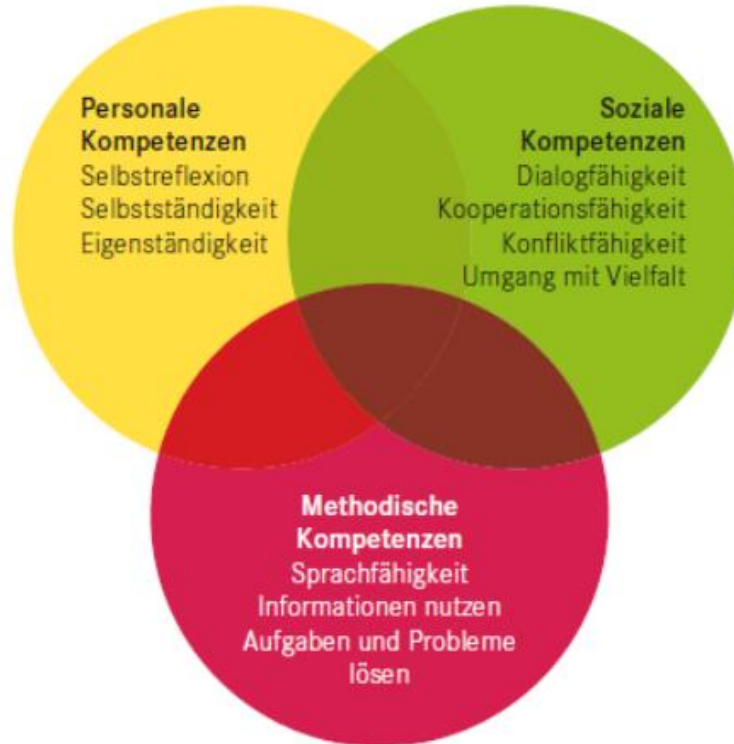 Personale
Kompetenzen
Selbstreflexion
Selbstständigkeit
Eigenständigkeit
Soziale
Kompetenzen
Dialogfähigkeit
Kooperationsfähigkeit
Konfliktfähigkeit
Umgang mit Vielfalt
Methodische
Kompetenzen
Sprachfähigkeit
Informationen nutzen
Aufgaben und Probleme
lösen